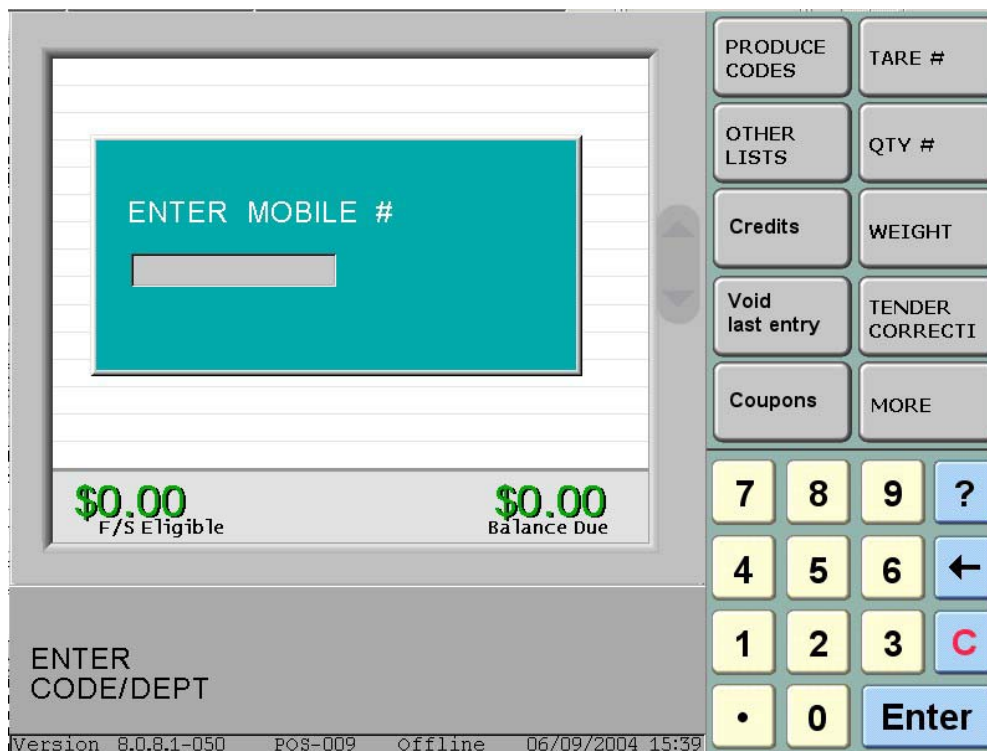 ENTER MOBILE #
$0.00
F/S Eligible
$0.00
Balance Due
ENTER
CODE/DEPT
Version 8.0.8.1-050 POS-009 Offline 06/09/2004 15:39
PRODUCE
CODES
TARE #
OTHER
LISTS
QTY #
Credits
WEIGHT
Void
last entry
TENDER
CORRECTI
Coupons
MORE
7 8 9 ?
4 5 6 ←
1 2 3 C
• 0 Enter